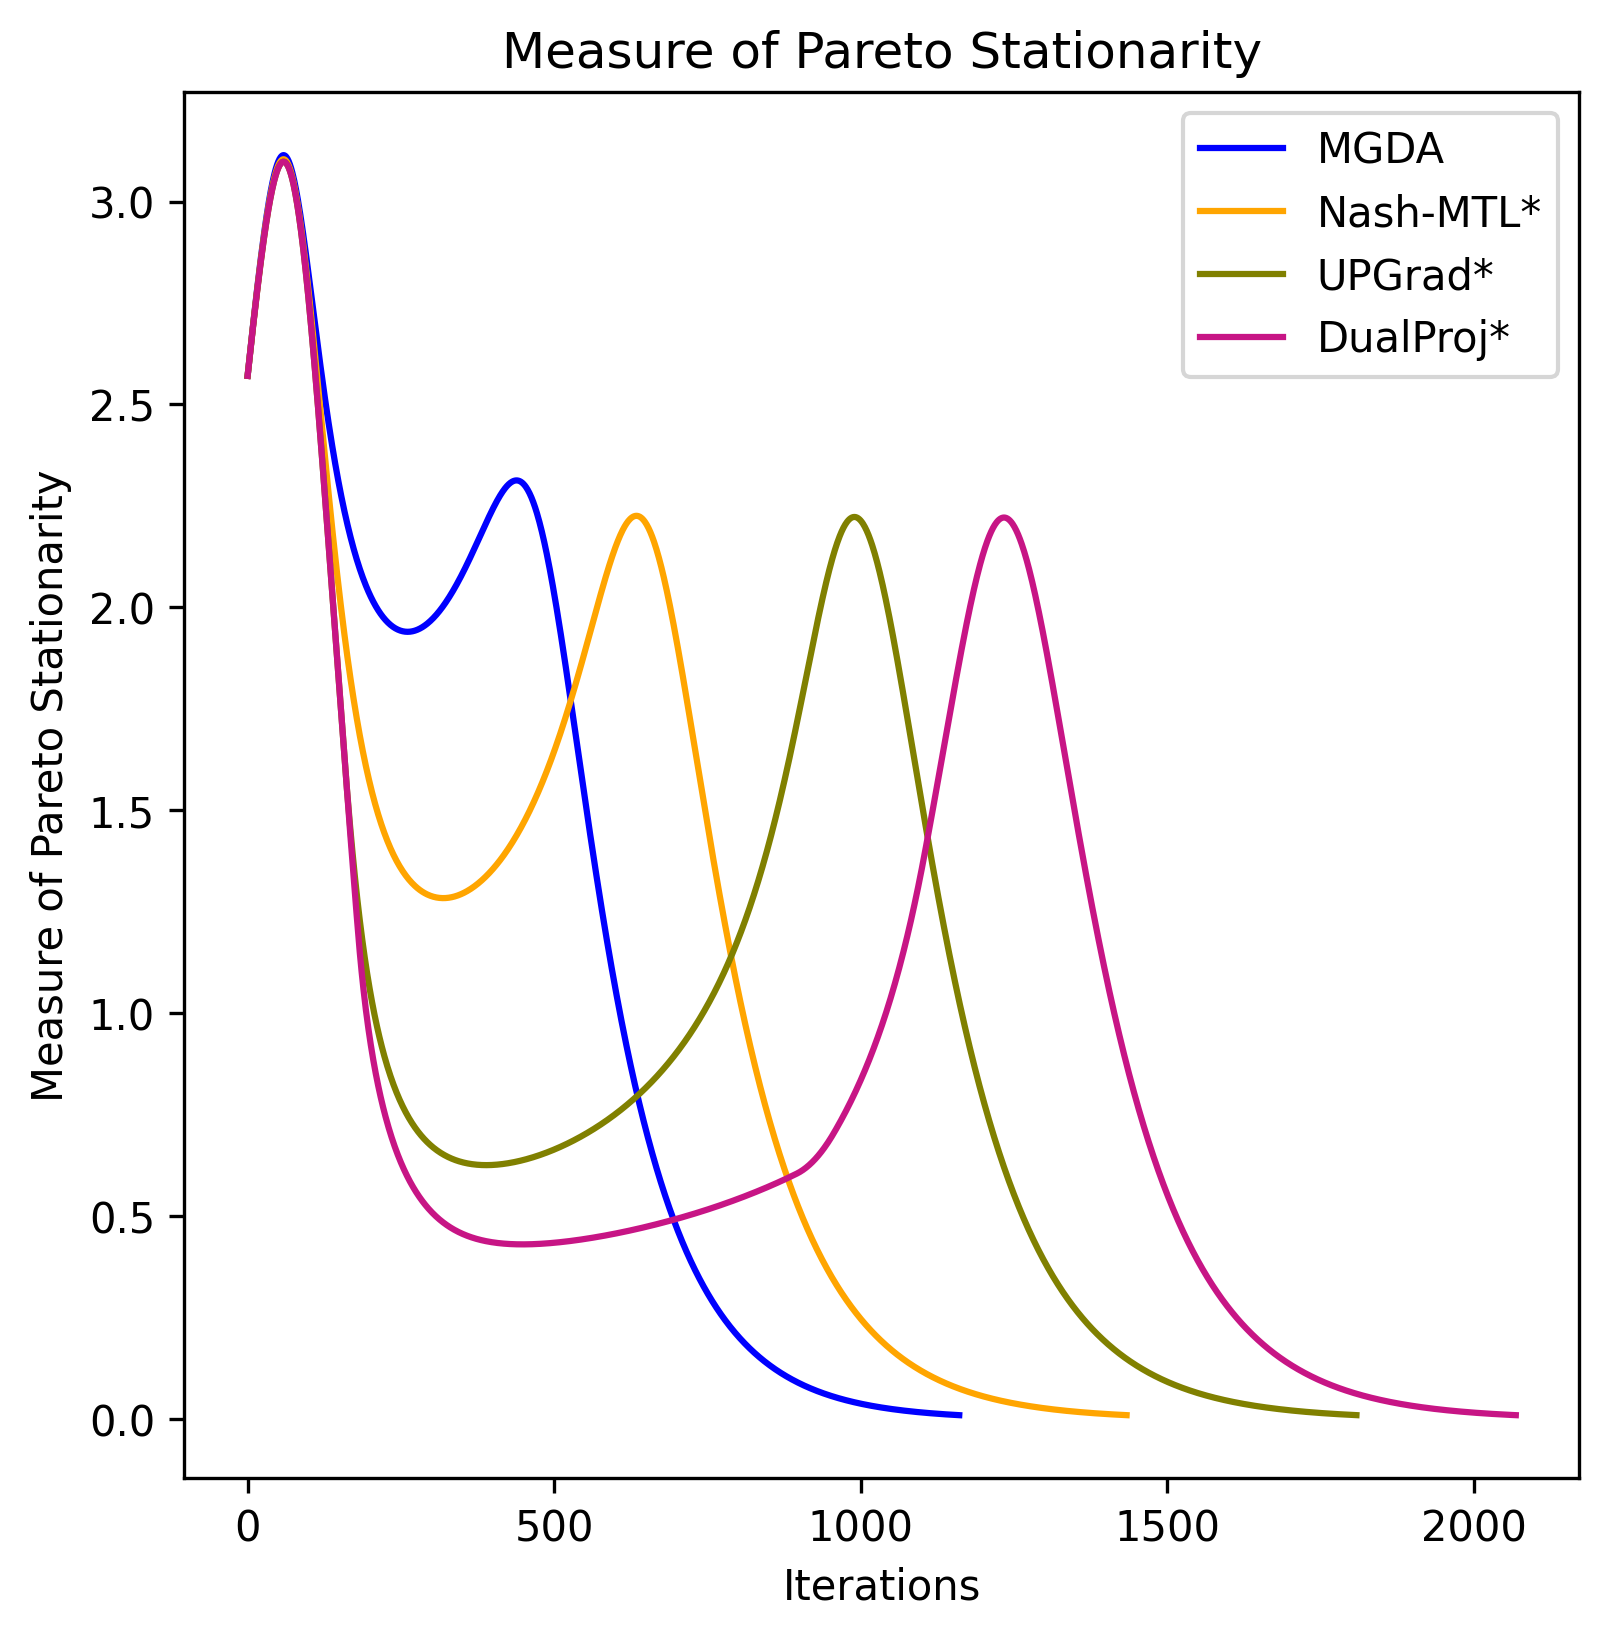 Measure of Pareto Stationarity
MGDA
Nash-MTL*
UPGrad*
DualProj*
Measure of Pareto Stationarity
3.0
2.5
2.0
1.5
1.0
0.5
0.0
0 500 1000 1500 2000
Iterations